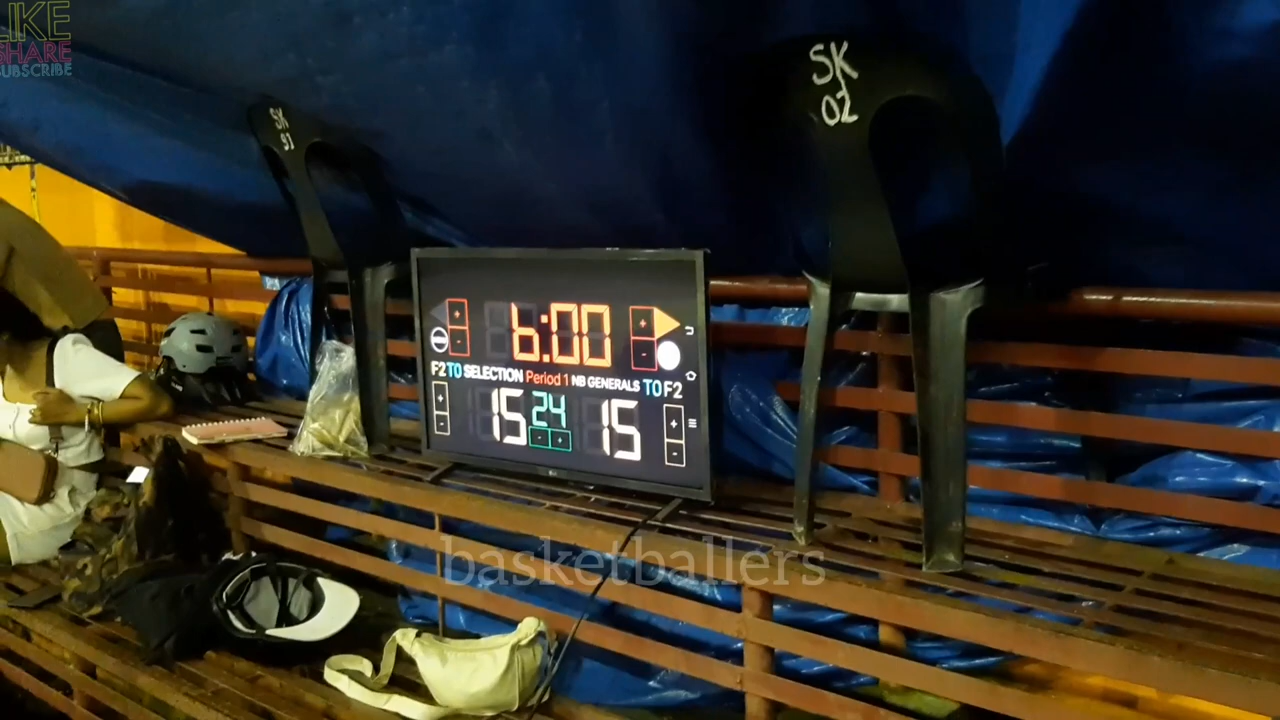 LIKE
SHARE
SUBSCRIBE
SK
02
SK
91
6:00
F2 TO SELECTION Period 1 NB GENERALS TO F2
15 24 15
basketballers